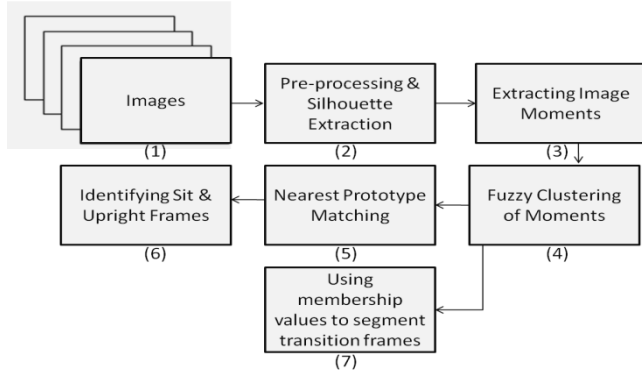 Images
(1)
Pre-processing &
Silhouette
Extraction
(2)
Extracting Image
Moments
(3)
Fuzzy Clustering
of Moments
(4)
Nearest Prototype
Matching
(5)
Identifying Sit &
Upright Frames
(6)
Using
membership
values to segment
transition frames
(7)